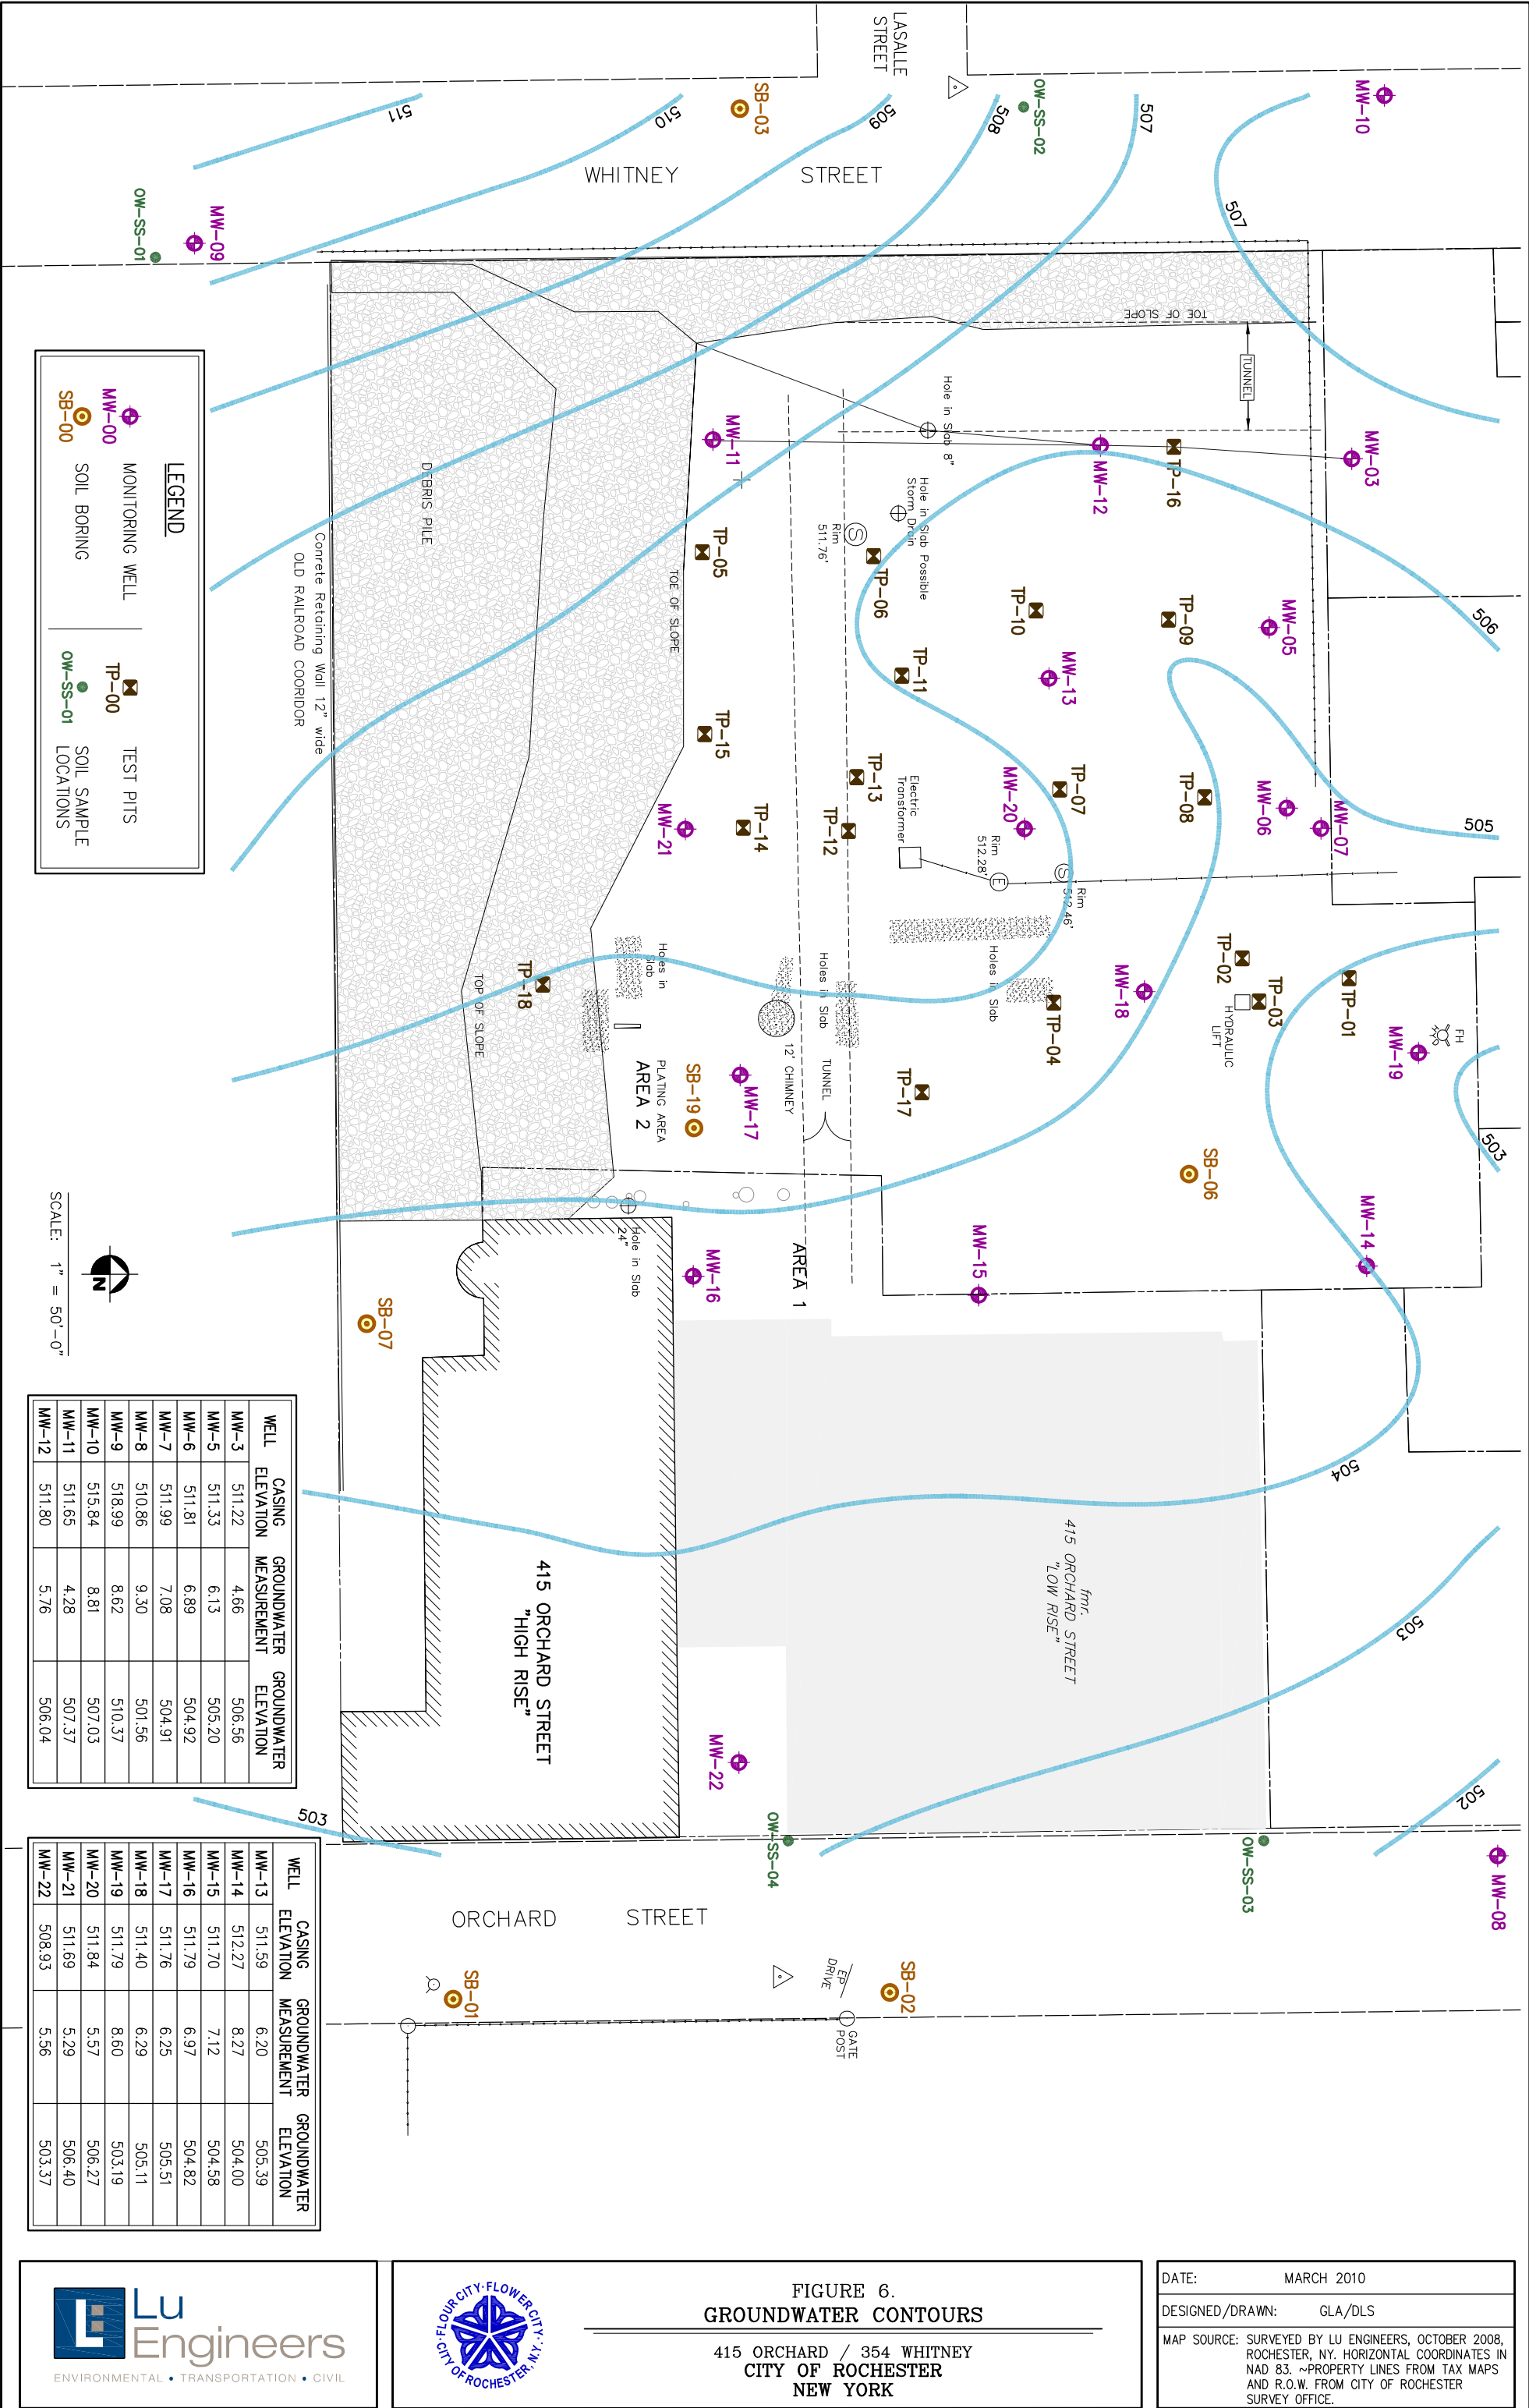 LASALLE
STREET
MW-10
OW-SS-02
SB-03
507
508
509
510
511
WHITNEY STREET
507
MW-09
OW-SS-01
TOE OF SLOPE
TUNNEL
Hole in Slab 8"
MW-03
TP-16
MW-12
MW-11
Hole in Slab Possible
Storm Drain
Rim
511.76'
TP-05
TP-06
DEBRIS PILE
TOE OF SLOPE
Conrete Retaining Wall 12" wide
OLD RAILROAD COORIDOR
506
MW-05
TP-09
TP-10
MW-13
TP-11
TP-15
TP-13
TP-12
TP-14
MW-21
Electric
Transformer
MW-20
TP-07
TP-08
MW-06
MW-07
505
Rim
512.28'
Rim
512.46'
S
S
E
LEGEND
MW-00
MONITORING WELL
SB-00
SOIL BORING
TP-00
TEST PITS
OW-SS-01
SOIL SAMPLE
LOCATIONS
Holes in
Slab
Holes in Slab
Holes in Slab
TP-18
TOP OF SLOPE
MW-18
TP-04
TP-02
TP-03
TP-01
HYDRAULIC
LIFT
FH
MW-19
503
12' CHIMNEY
TUNNEL
TP-17
PLATING AREA
AREA 2
SB-19
MW-17
SB-06
MW-14
MW-15
AREA 1
MW-16
Hole in Slab
24"
SB-07
N
SCALE: 1" = 50'-0"
504
fmr.
415 ORCHARD STREET
"LOW RISE"
415 ORCHARD STREET
"HIGH RISE"
503
502
MW-22
503
OW-SS-04
OW-SS-03
MW-08
ORCHARD STREET
SB-01
SB-02
EP
DRIVE
GATE
POST
WELL CASING ELEVATION GROUNDWATER MEASUREMENT GROUNDWATER ELEVATION
MW-3 511.22 4.66 506.56
MW-5 511.33 6.13 505.20
MW-6 511.81 6.89 504.92
MW-7 511.99 7.08 504.91
MW-8 510.86 9.30 501.56
MW-9 518.99 8.62 510.37
MW-10 515.84 8.81 507.03
MW-11 511.65 4.28 507.37
MW-12 511.80 5.76 506.04
WELL CASING ELEVATION GROUNDWATER MEASUREMENT GROUNDWATER ELEVATION
MW-13 511.59 6.20 505.39
MW-14 512.27 8.27 504.00
MW-15 511.70 7.12 504.58
MW-16 511.79 6.97 504.82
MW-17 511.76 6.25 505.51
MW-18 511.40 6.29 505.11
MW-19 511.79 8.60 503.19
MW-20 511.84 5.57 506.27
MW-21 511.69 5.29 506.40
MW-22 508.93 5.56 503.37
Lu
Engineers
ENVIRONMENTAL • TRANSPORTATION • CIVIL
FLOUR CITY · FLOWER CITY ·
CITY OF ROCHESTER, N.Y.
FIGURE 6.
GROUNDWATER CONTOURS
415 ORCHARD / 354 WHITNEY
CITY OF ROCHESTER
NEW YORK
DATE: MARCH 2010
DESIGNED/DRAWN: GLA/DLS
MAP SOURCE: SURVEYED BY LU ENGINEERS, OCTOBER 2008,
ROCHESTER, NY. HORIZONTAL COORDINATES IN
NAD 83. ~PROPERTY LINES FROM TAX MAPS
AND R.O.W. FROM CITY OF ROCHESTER
SURVEY OFFICE.